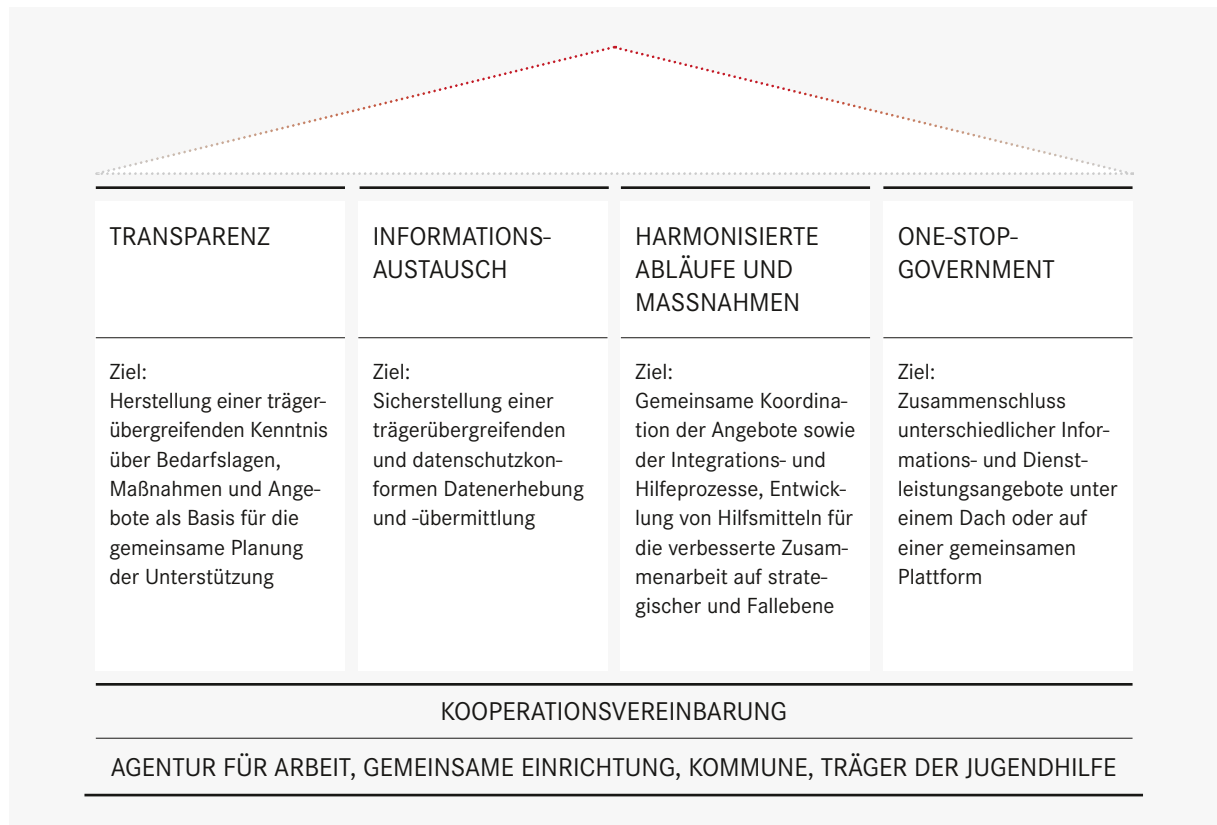 TRANSPARENZ
Ziel:
Herstellung einer träger-
übergreifenden Kenntnis
über Bedarfslagen,
Maßnahmen und Ange-
bote als Basis für die
gemeinsame Planung
der Unterstützung
INFORMATIONS-
AUSTAUSCH
Ziel:
Sicherstellung einer
trägerübergreifenden
und datenschutzkon-
formen Datenerhebung
und -übermittlung
HARMONISIERTE
ABLÄUFE UND
MASSNAHMEN
Ziel:
Gemeinsame Koordina-
tion der Angebote sowie
der Integrations- und
Hilfeprozesse, Entwick-
lung von Hilfsmitteln für
die verbesserte Zusam-
menarbeit auf strate-
gischer und Fallebene
ONE-STOP-
GOVERNMENT
Ziel:
Zusammenschluss
unterschiedlicher Infor-
mations- und Dienst-
leistungsangebote unter
einem Dach oder auf
einer gemeinsamen
Plattform
KOOPERATIONSVEREINBARUNG
AGENTUR FÜR ARBEIT, GEMEINSAME EINRICHTUNG, KOMMUNE, TRÄGER DER JUGENDHILFE